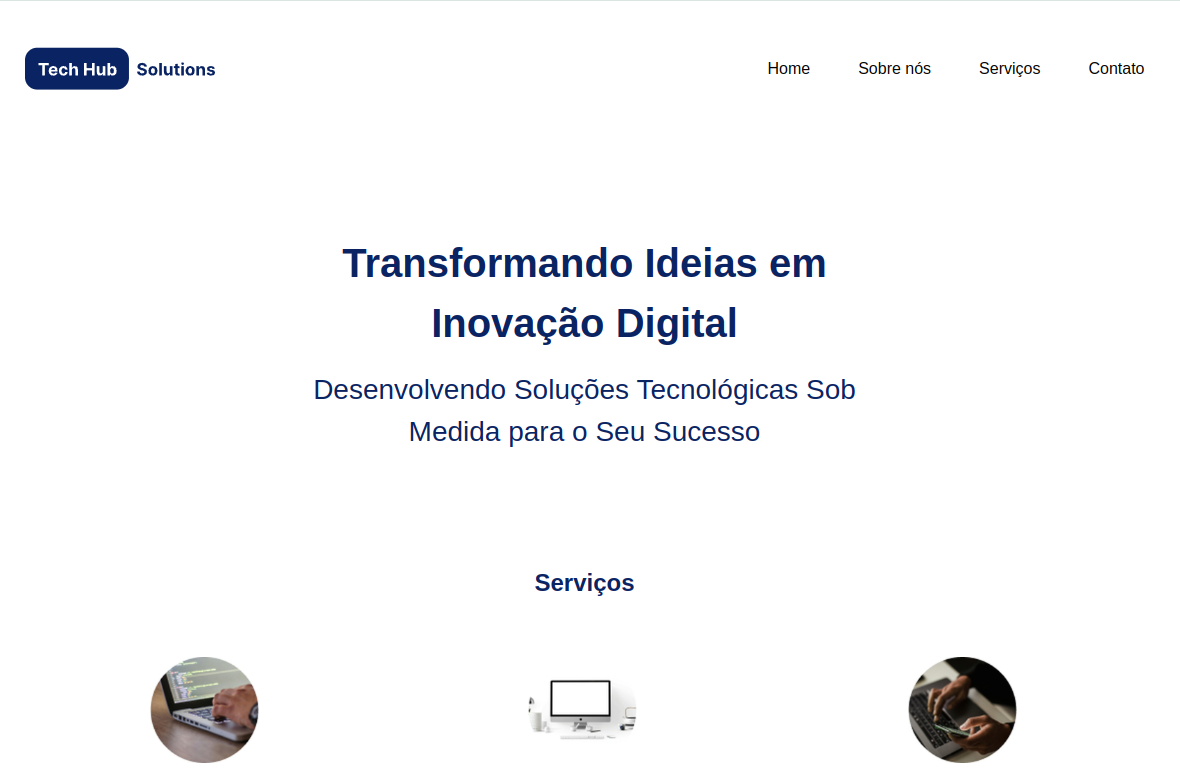 Tech Hub Solutions
Home Sobre nós Serviços Contato
Transformando Ideias em
Inovação Digital
Desenvolvendo Soluções Tecnológicas Sob
Medida para o Seu Sucesso
Serviços